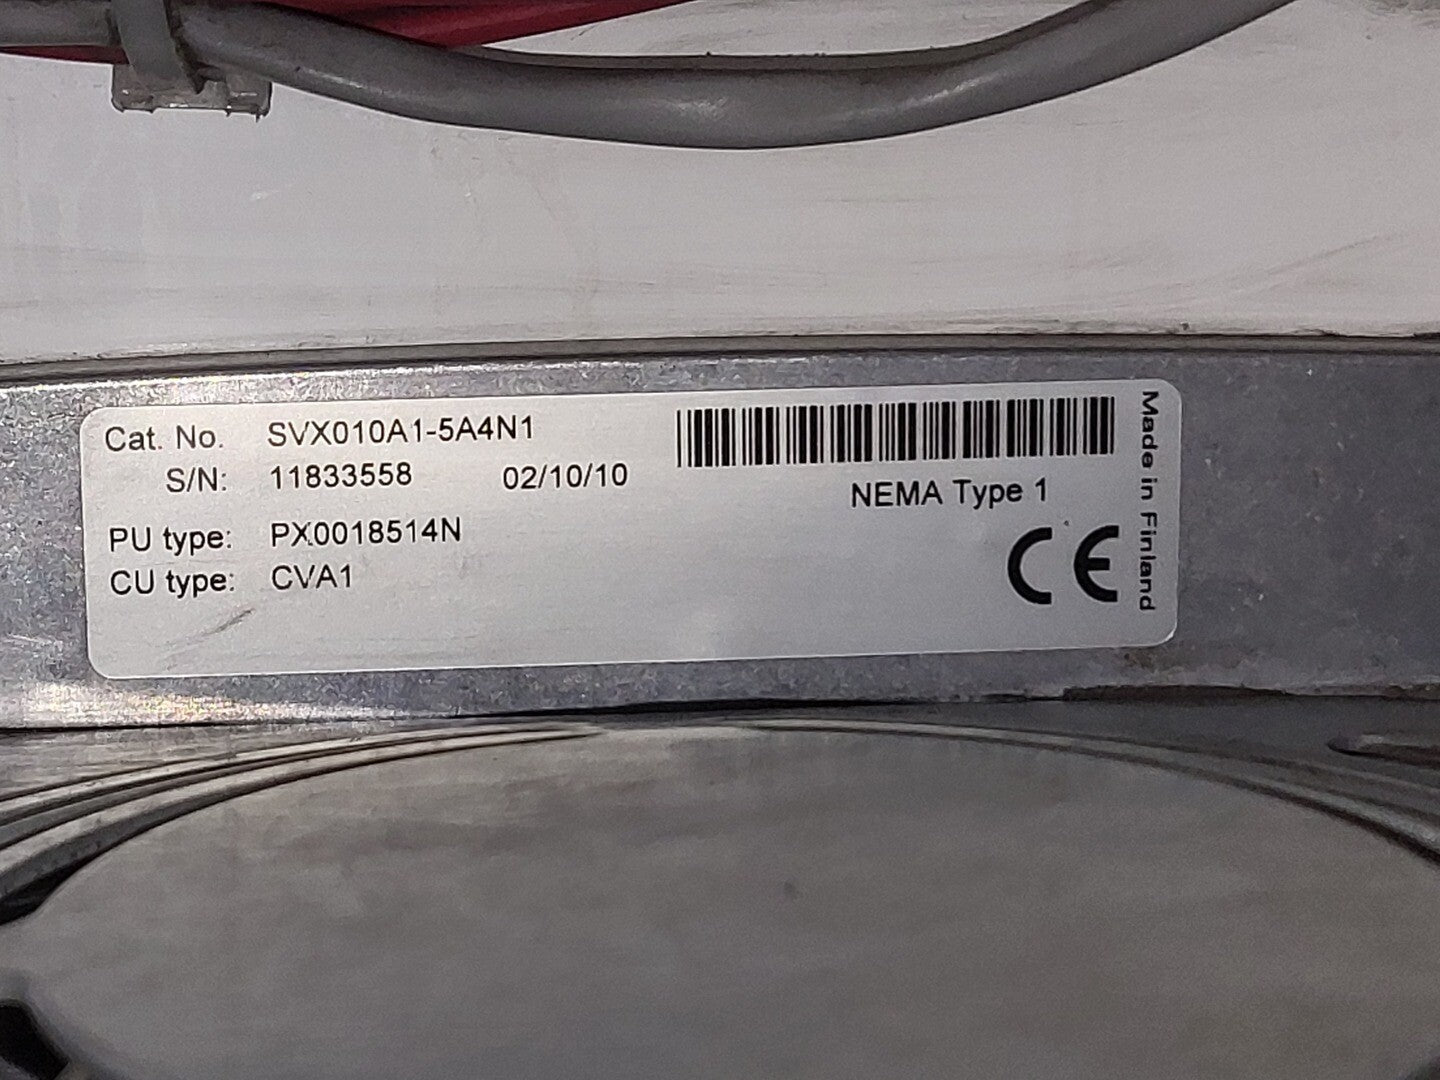 Cat. No. SVX010A1-5A4N1
S/N: 11833558 02/10/10
PU type: PX0018514N
CU type: CVA1
NEMA Type 1
CE
Made in Finland